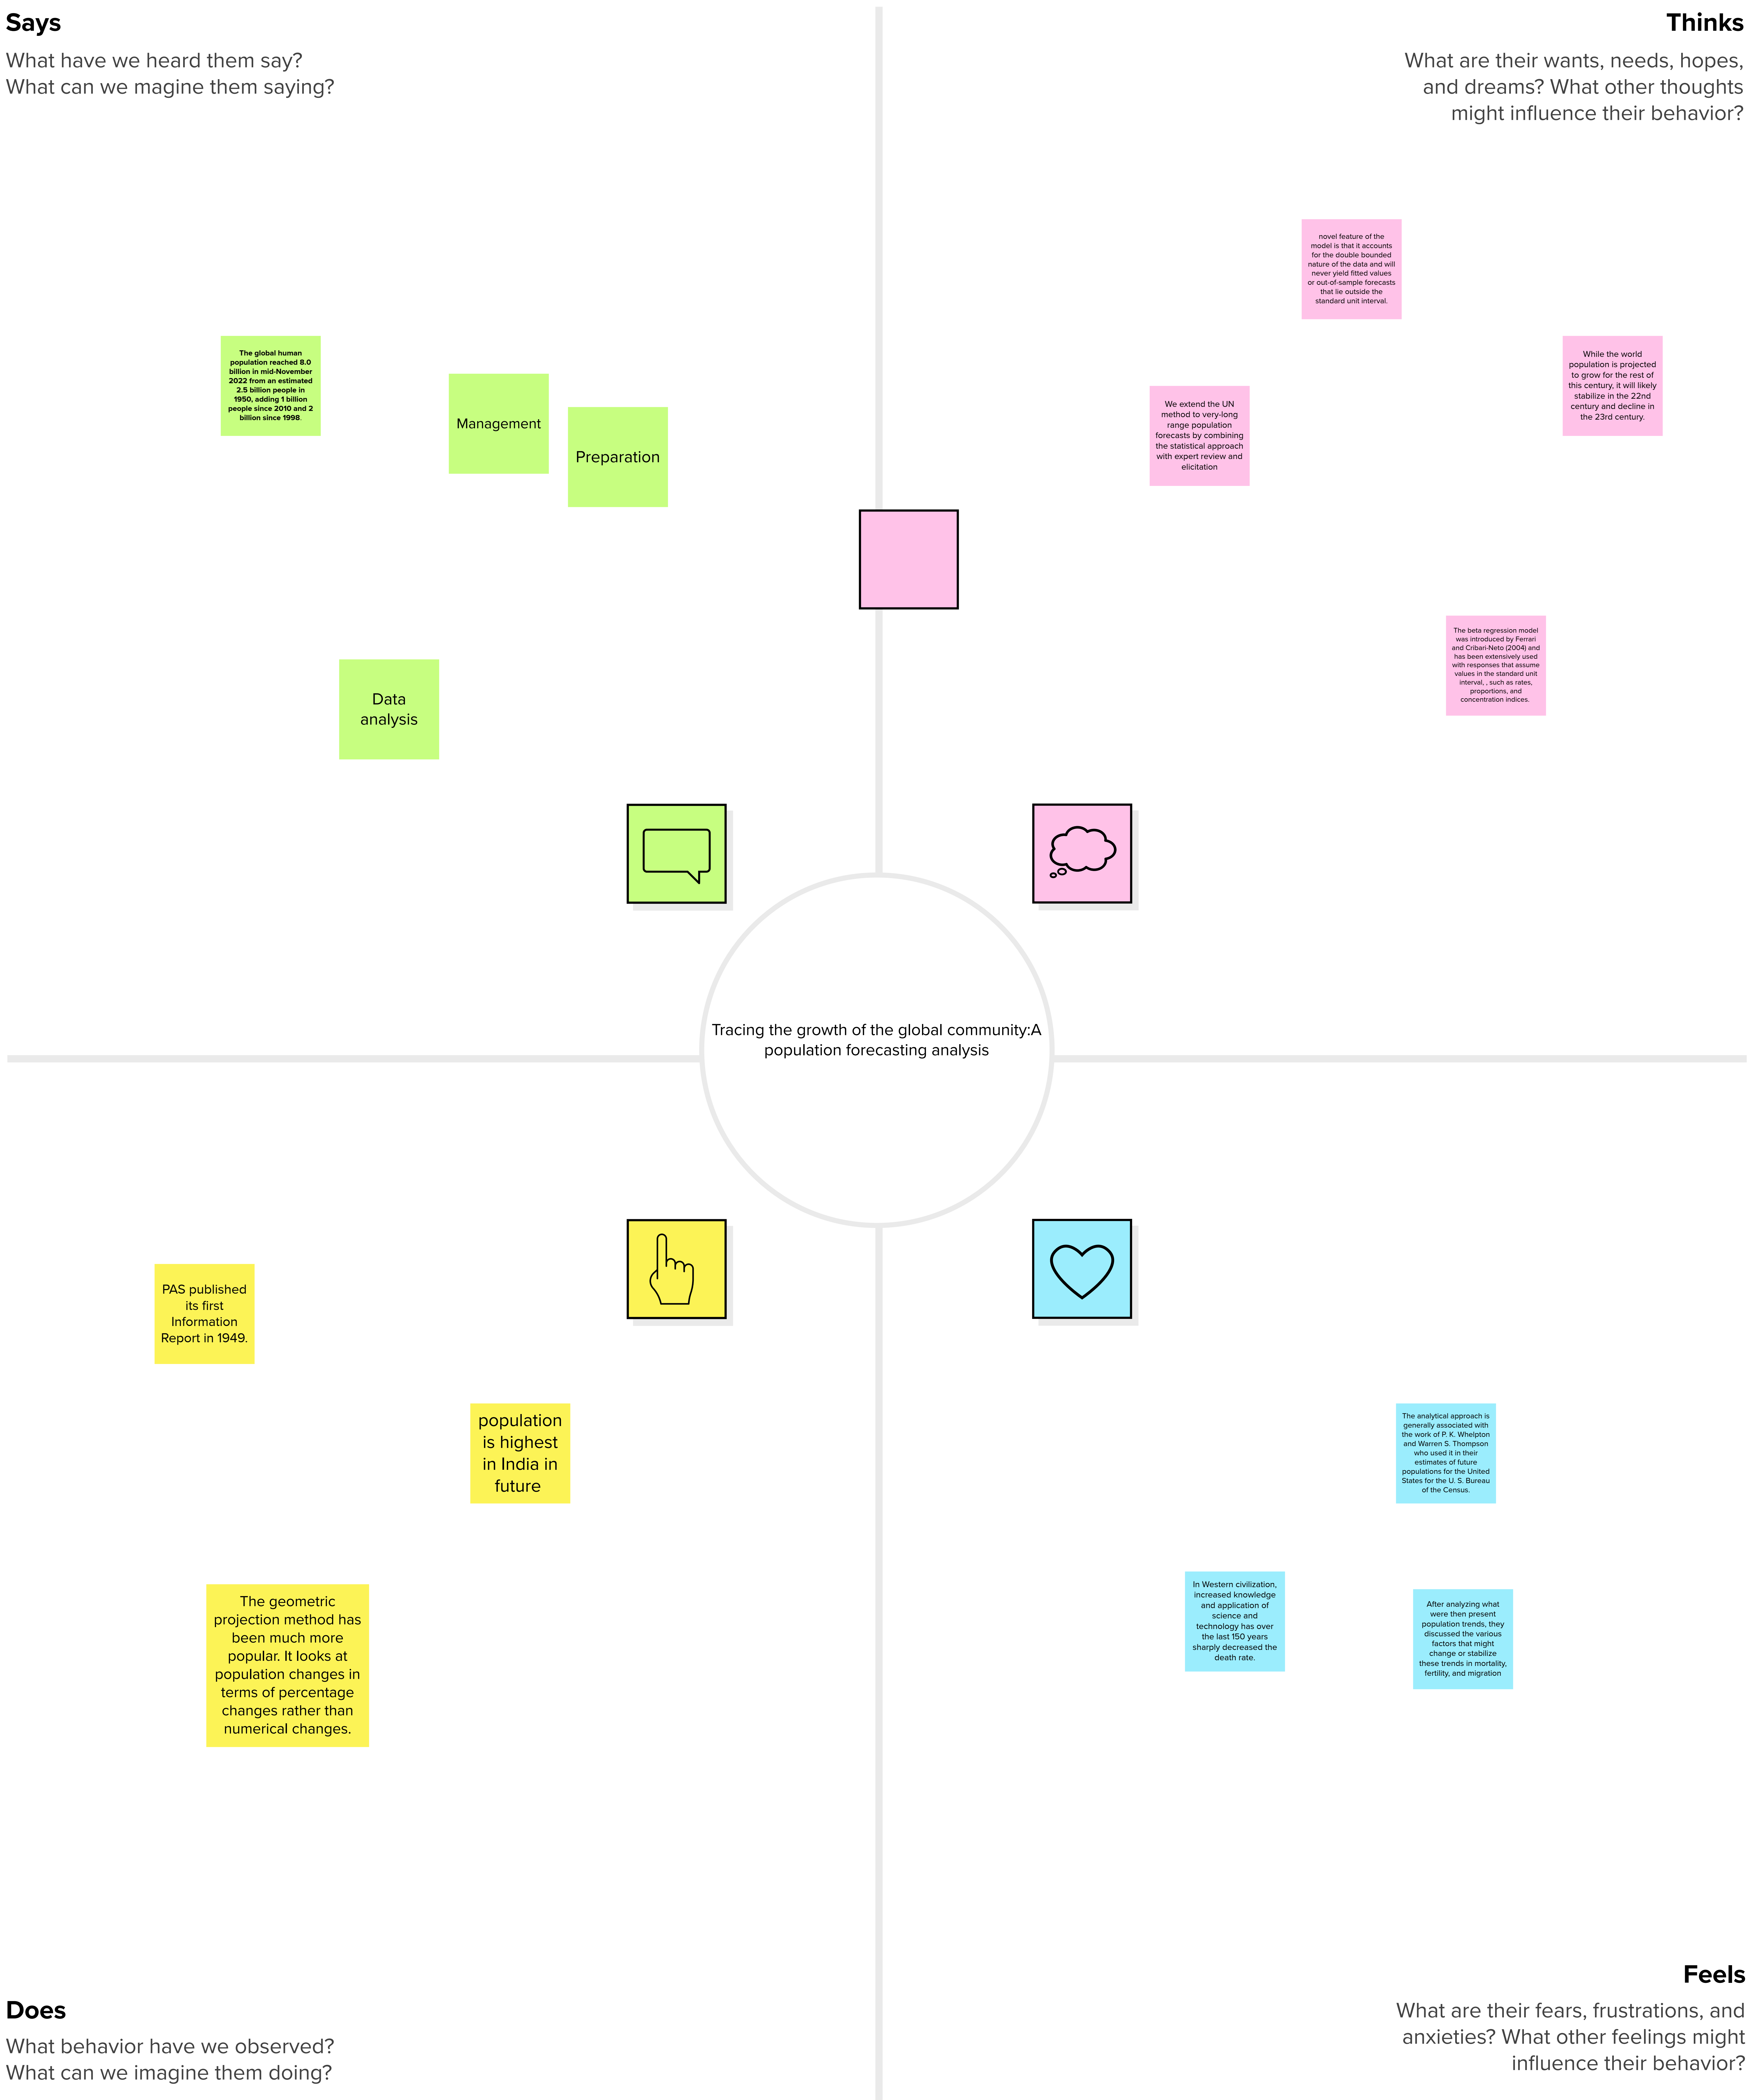 Says
What have we heard them say?
What can we magine them saying?
Thinks
What are their wants, needs, hopes,
and dreams? What other thoughts
might influence their behavior?
The global human
population reached 8.0
billion in mid-November
2022 from an estimated
2.5 billion people in
1950, adding 1 billion
people since 2010 and 2
billion since 1998.
Management
Preparation
Data
analysis
novel feature of the
model is that it accounts
for the double bounded
nature of the data and will
never yield fitted values
or out-of-sample forecasts
that lie outside the
standard unit interval.
While the world
population is projected
to grow for the rest of
this century, it will likely
stabilize in the 22nd
century and decline in
the 23rd century.
We extend the UN
method to very-long
range population
forecasts by combining
the statistical approach
with expert review and
elicitation
The beta regression model
was introduced by Ferrari
and Cribari-Neto (2004) and
has been extensively used
with responses that assume
values in the standard unit
interval, , such as rates,
proportions, and
concentration indices.
Tracing the growth of the global community:A
population forecasting analysis
PAS published
its first
Information
Report in 1949.
population
is highest
in India in
future
The geometric
projection method has
been much more
popular. It looks at
population changes in
terms of percentage
changes rather than
numerical changes.
The analytical approach is
generally associated with
the work of P. K. Whelpton
and Warren S. Thompson
who used it in their
estimates of future
populations for the United
States for the U. S. Bureau
of the Census.
In Western civilization,
increased knowledge
and application of
science and
technology has over
the last 150 years
sharply decreased the
death rate.
After analyzing what
were then present
population trends, they
discussed the various
factors that might
change or stabilize
these trends in mortality,
fertility, and migration
Does
What behavior have we observed?
What can we imagine them doing?
Feels
What are their fears, frustrations, and
anxieties? What other feelings might
influence their behavior?